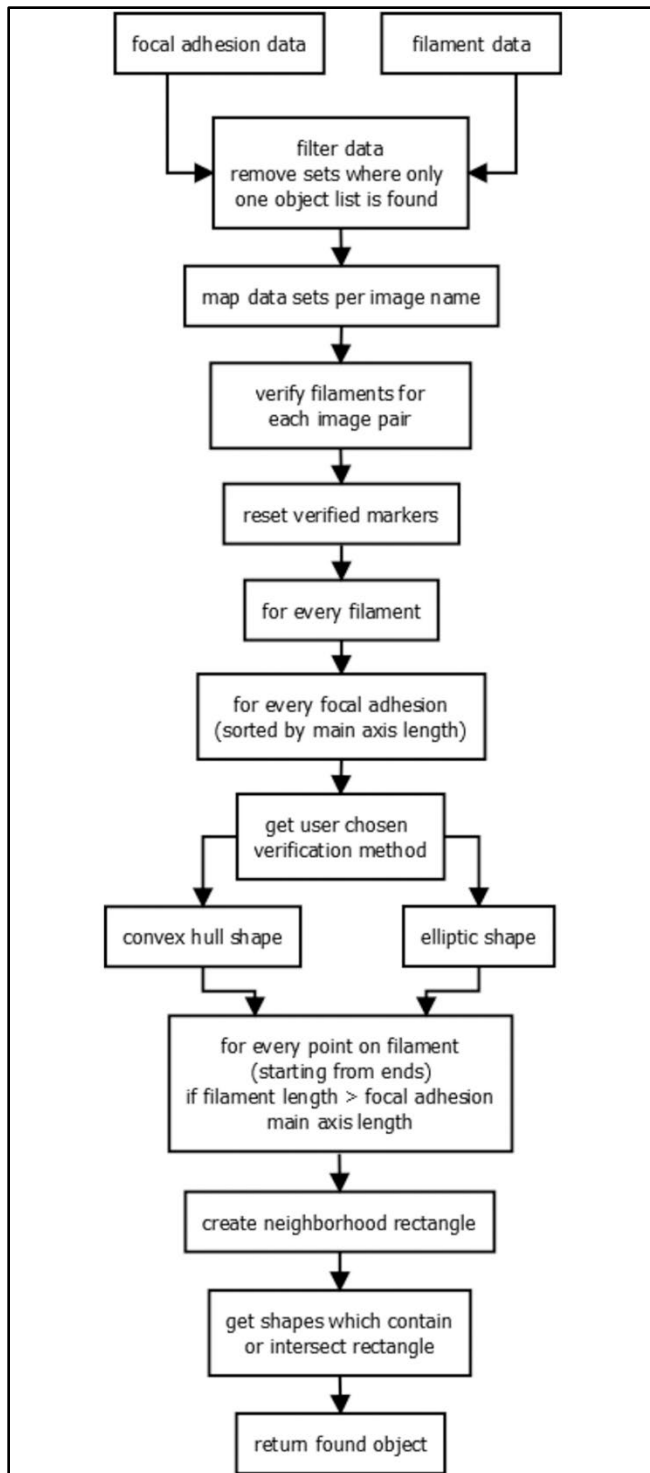 focal adhesion data
filament data
filter data
remove sets where only
one object list is found
map data sets per image name
verify filaments for
each image pair
reset verified markers
for every filament
for every focal adhesion
(sorted by main axis length)
get user chosen
verification method
convex hull shape
elliptic shape
for every point on filament
(starting from ends)
if filament length > focal adhesion
main axis length
create neighborhood rectangle
get shapes which contain
or intersect rectangle
return found object